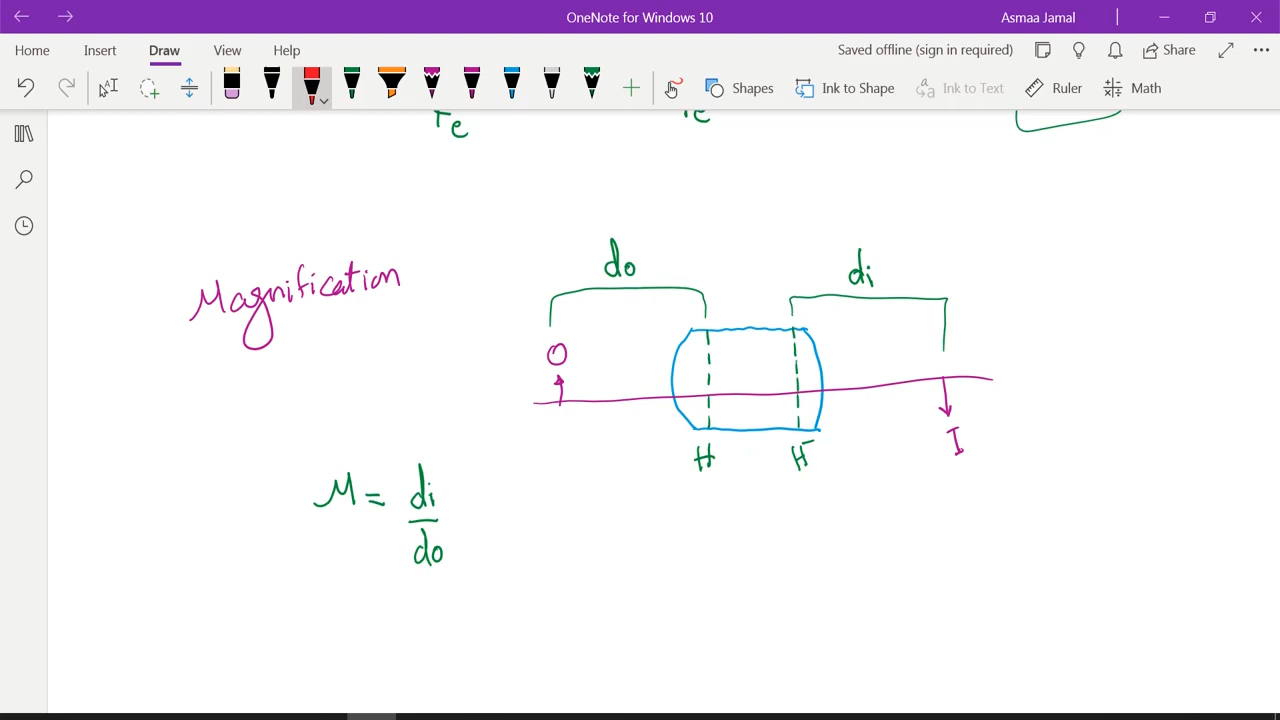 OneNote for Windows 10
Asmaa Jamal
Home Insert Draw View Help
Saved offline (sign in required)
Share
Shapes
Ink to Shape
Ink to Text
Ruler
Math
e
e
Magnification
do
di
O
I
H
H̄
M = di
do